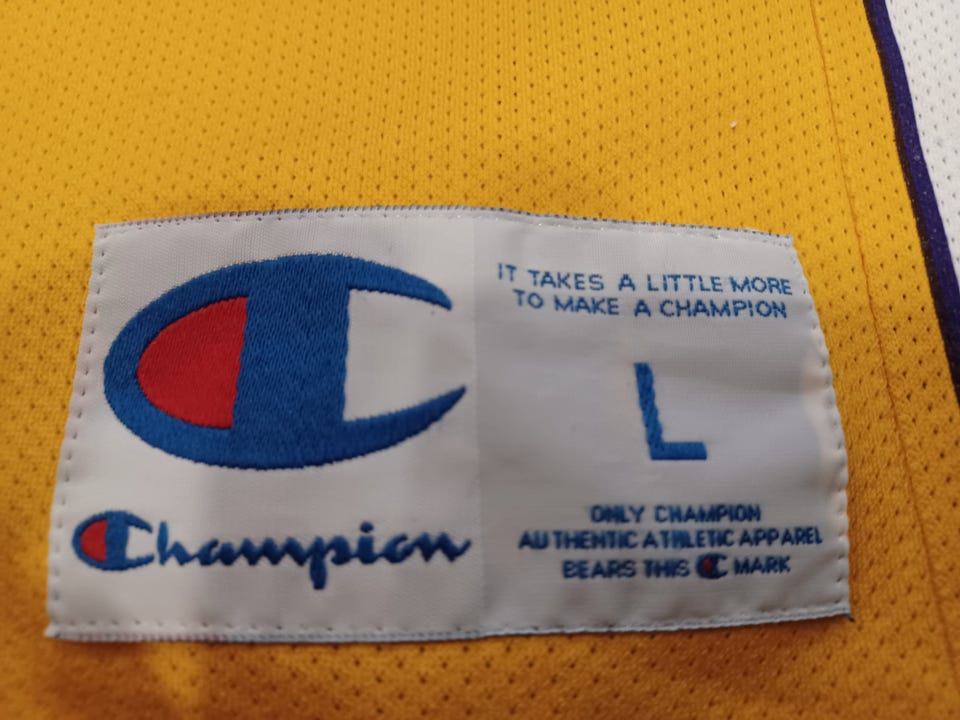 Champion
IT TAKES A LITTLE MORE
TO MAKE A CHAMPION
L
ONLY CHAMPION
AUTHENTIC ATHLETIC APPAREL
BEARS THIS C MARK